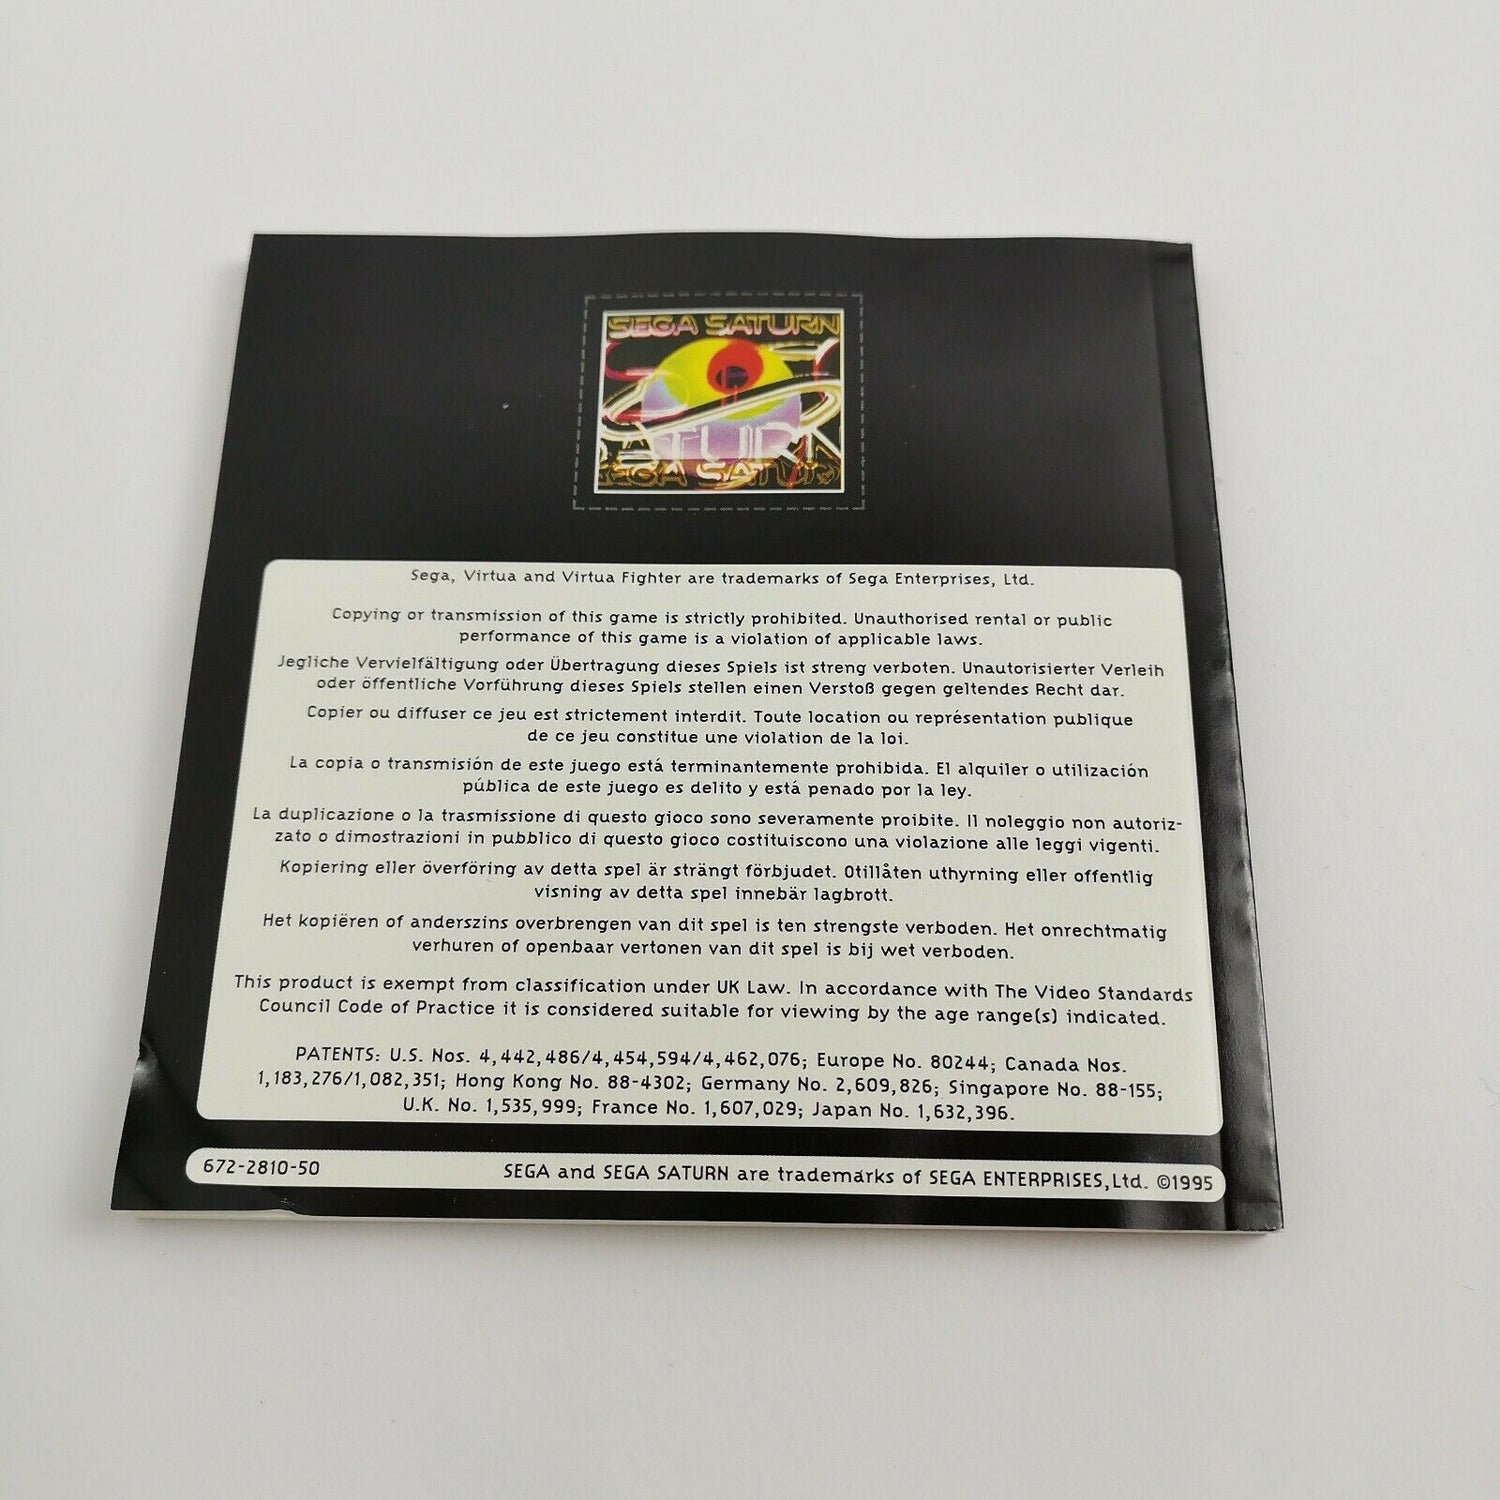 SEGA SATURN
ATURN
SEGA SATUR
Sega, Virtua and Virtua Fighter are trademarks of Sega Enterprises, Ltd.
Copying or transmission of this game is strictly prohibited. Unauthorised rental or public
performance of this game is a violation of applicable laws.
Jegliche Vervielfältigung oder Übertragung dieses Spiels ist streng verboten. Unautorisierter Verleih
oder öffentliche Vorführung dieses Spiels stellen einen Verstoß gegen geltendes Recht dar.
Copier ou diffuser ce jeu est strictement interdit. Toute location ou représentation publique
de ce jeu constitue une violation de la loi.
La copia o transmisión de este juego está terminantemente prohibida. El alquiler o utilización
pública de este juego es delito y está penado por la ley.
La duplicazione o la trasmissione di questo gioco sono severamente proibite. Il noleggio non autoriz-
zato o dimostrazioni in pubblico di questo gioco costituiscono una violazione alle leggi vigenti.
Kopiering eller överföring av detta spel är strängt förbjudet. Otillåten uthyrning eller offentlig
visning av detta spel innebär lagbrott.
Het kopiëren of anderszins overbrengen van dit spel is ten strengste verboden. Het onrechtmatig
verhuren of openbaar vertonen van dit spel is bij wet verboden.
This product is exempt from classification under UK Law. In accordance with The Video Standards
Council Code of Practice it is considered suitable for viewing by the age range(s) indicated.
PATENTS: U.S. Nos. 4,442,486/4,454,594/4,462,076; Europe No. 80244; Canada Nos.
1,183,276/1,082,351; Hong Kong No. 88-4302; Germany No. 2,609,826; Singapore No. 88-155;
U.K. No. 1,535,999; France No. 1,607,029; Japan No. 1,632,396.
672-2810-50 SEGA and SEGA SATURN are trademarks of SEGA ENTERPRISES,Ltd. ©1995